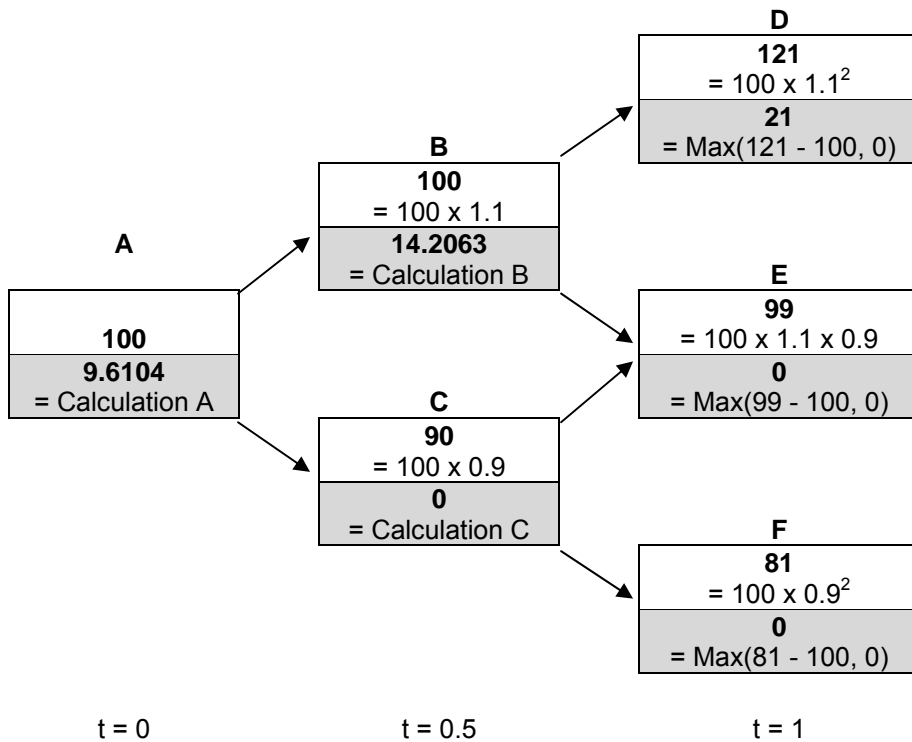 A
100
9.6104
= Calculation A
B
100
= 100 x 1.1
14.2063
= Calculation B
C
90
= 100 x 0.9
0
= Calculation C
D
121
= 100 x 1.1²
21
= Max(121 - 100, 0)
E
99
= 100 x 1.1 x 0.9
0
= Max(99 - 100, 0)
F
81
= 100 x 0.9²
0
= Max(81 - 100, 0)
t = 0
t = 0.5
t = 1